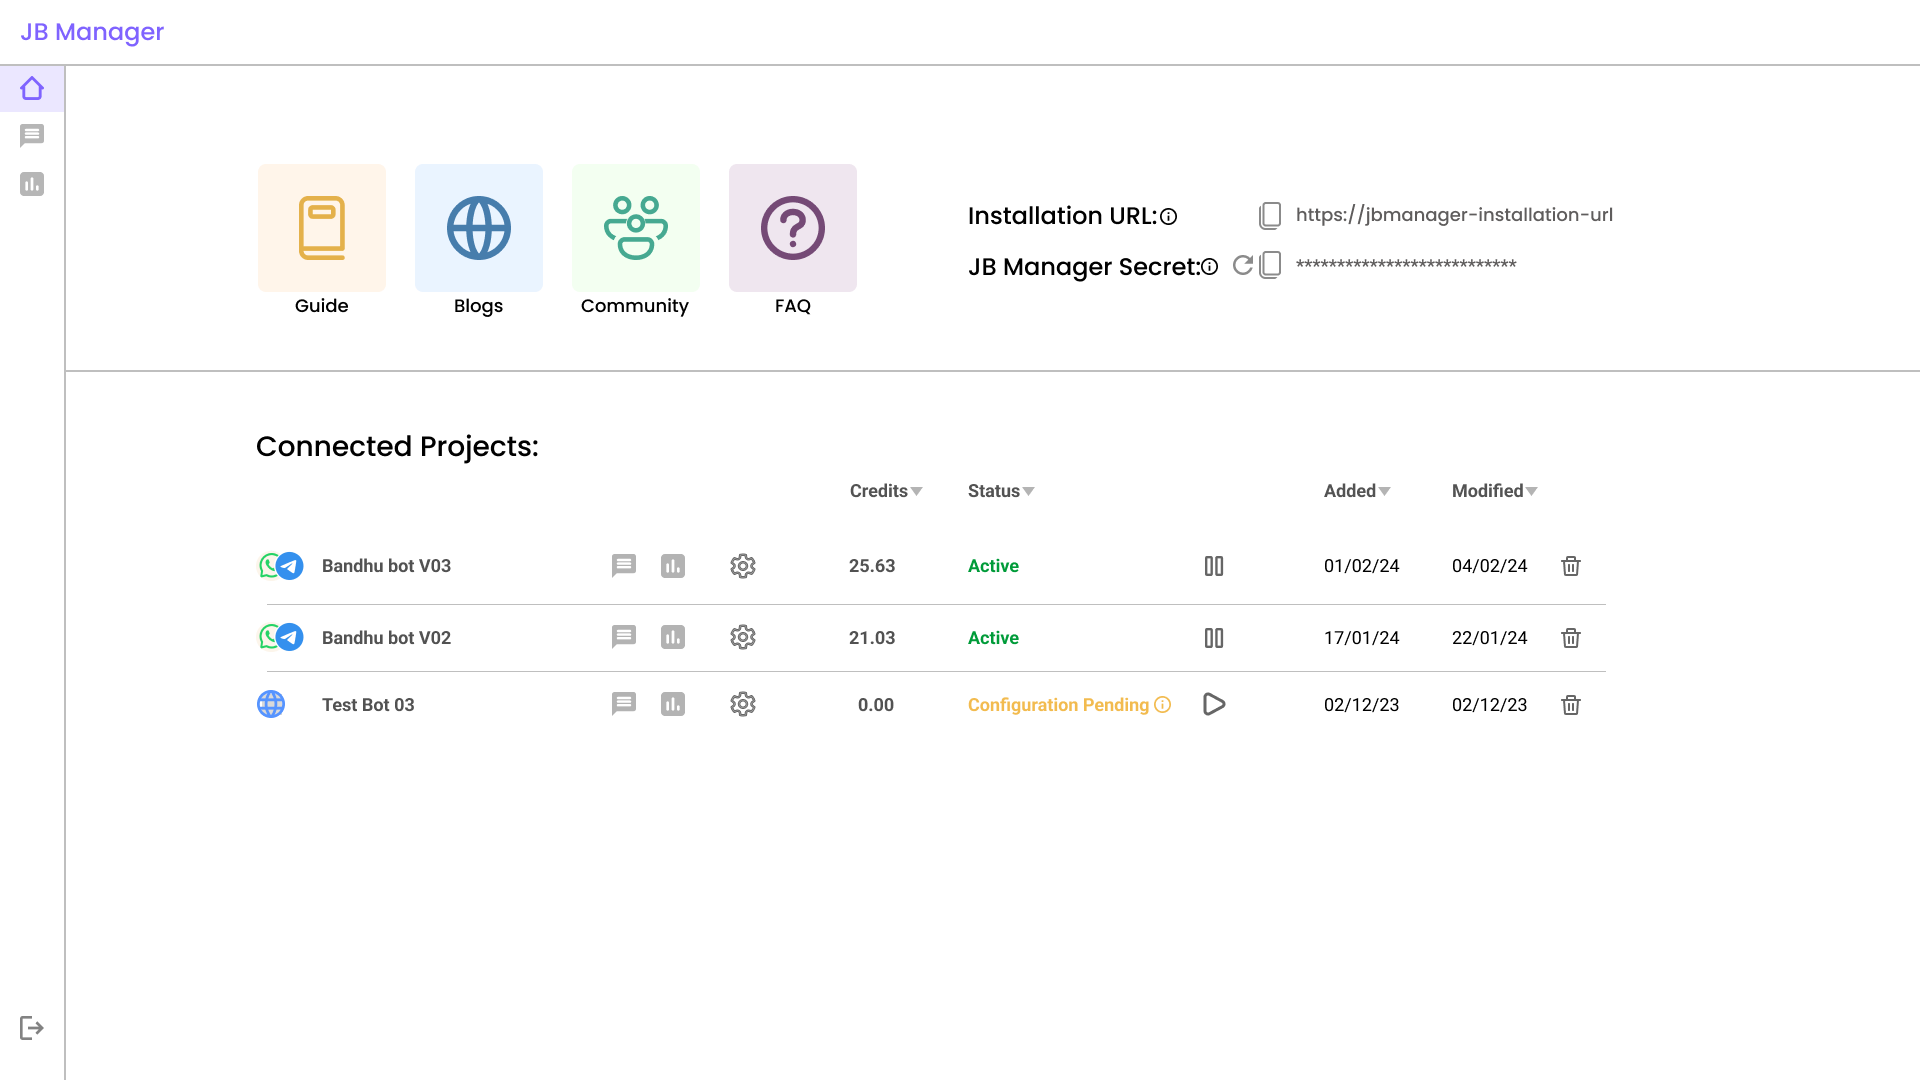 JB Manager
Guide
Blogs
Community
FAQ
Installation URL:
https://jbmanager-installation-url
JB Manager Secret:
***************************
Connected Projects:
Credits Status Added Modified
Bandhu bot V03 25.63 Active 01/02/24 04/02/24
Bandhu bot V02 21.03 Active 17/01/24 22/01/24
Test Bot 03 0.00 Configuration Pending 02/12/23 02/12/23